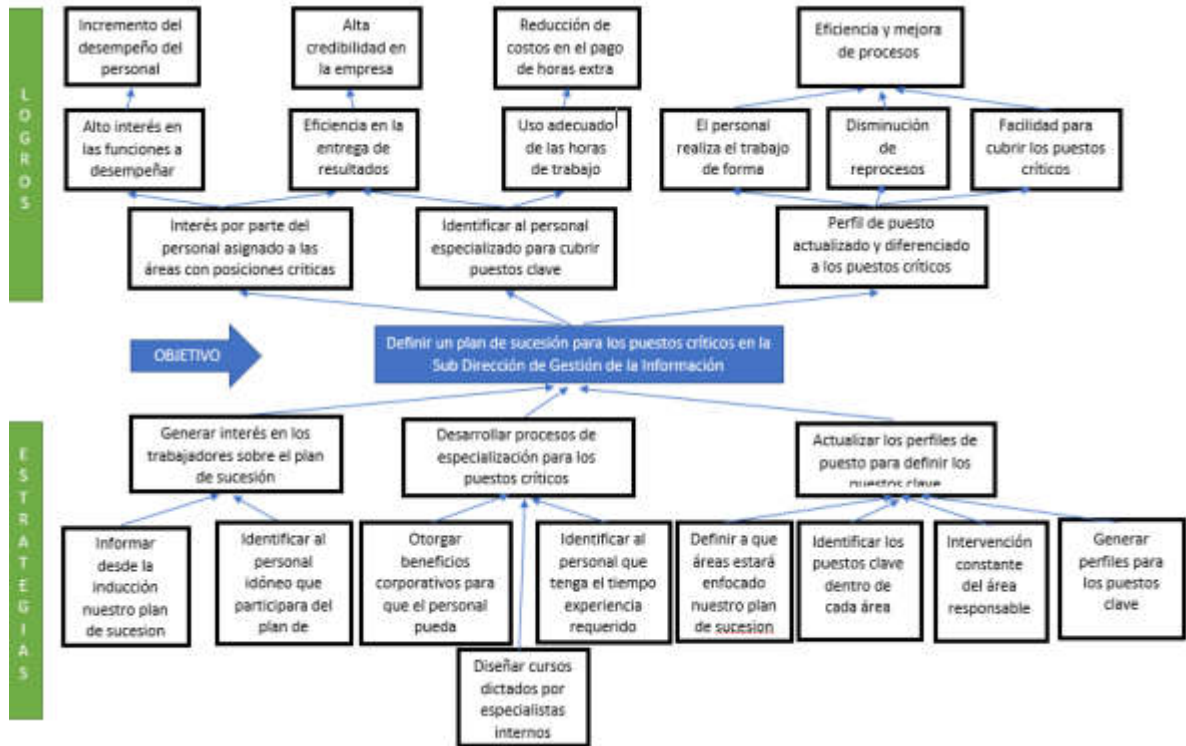 LOGROS
Incremento del
desempeño del
personal
Alta
credibilidad en
la empresa
Reducción de
costos en el pago
de horas extra
Eficiencia y mejora
de procesos
Alto interés en
las funciones a
desempeñar
Eficiencia en la
entrega de
resultados
Uso adecuado
de las horas
de trabajo
El personal
realiza el trabajo
de forma
Disminución
de
reprocesos
Facilidad para
cubrir los puestos
críticos
Interés por parte del
personal asignado a las
áreas con posiciones criticas
Identificar al personal
especializado para cubrir
puestos clave
Perfil de puesto
actualizado y diferenciado
a los puestos críticos
OBJETIVO
Definir un plan de sucesión para los puestos críticos en la
Sub Dirección de Gestión de la Información
ESTRATEGIAS
Generar interés en los
trabajadores sobre el plan
de sucesión
Desarrollar procesos de
especialización para los
puestos críticos
Actualizar los perfiles de
puesto para definir los
puestos clave
Informar
desde la
inducción
nuestro plan
de sucesion
Identificar al
personal
idóneo que
participara del
plan de
Otorgar
beneficios
corporativos para
que el personal
pueda
Identificar al
personal que
tenga el tiempo
experiencia
requerido
Definir a que
áreas estará
enfocado
nuestro plan
de sucesion
Identificar los
puestos clave
dentro de
cada área
Intervención
constante
del área
responsable
Generar
perfiles para
los puestos
clave
Diseñar cursos
dictados por
especialistas
internos